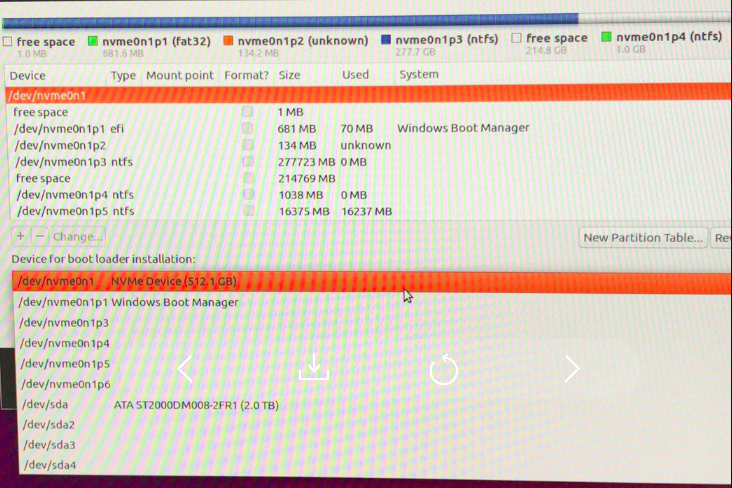 free space nvme0n1p1 (fat32) nvme0n1p2 (unknown) nvme0n1p3 (ntfs) free space nvme0n1p4 (ntfs)
1.0 MB 681.6 MB 134.2 MB 277.7 GB 214.8 GB 1.0 GB
Device Type Mount point Format? Size Used System
/dev/nvme0n1
free space 1 MB
/dev/nvme0n1p1 efi 681 MB 70 MB Windows Boot Manager
/dev/nvme0n1p2 134 MB unknown
/dev/nvme0n1p3 ntfs 277723 MB 0 MB
free space 214769 MB
/dev/nvme0n1p4 ntfs 1038 MB 0 MB
/dev/nvme0n1p5 ntfs 16375 MB 16237 MB
+ − Change... New Partition Table...
Device for boot loader installation:
/dev/nvme0n1 NVMe Device (512.1 GB)
/dev/nvme0n1p1 Windows Boot Manager
/dev/nvme0n1p3
/dev/nvme0n1p4
/dev/nvme0n1p5
/dev/nvme0n1p6
/dev/sda ATA ST2000DM008-2FR1 (2.0 TB)
/dev/sda2
/dev/sda3
/dev/sda4